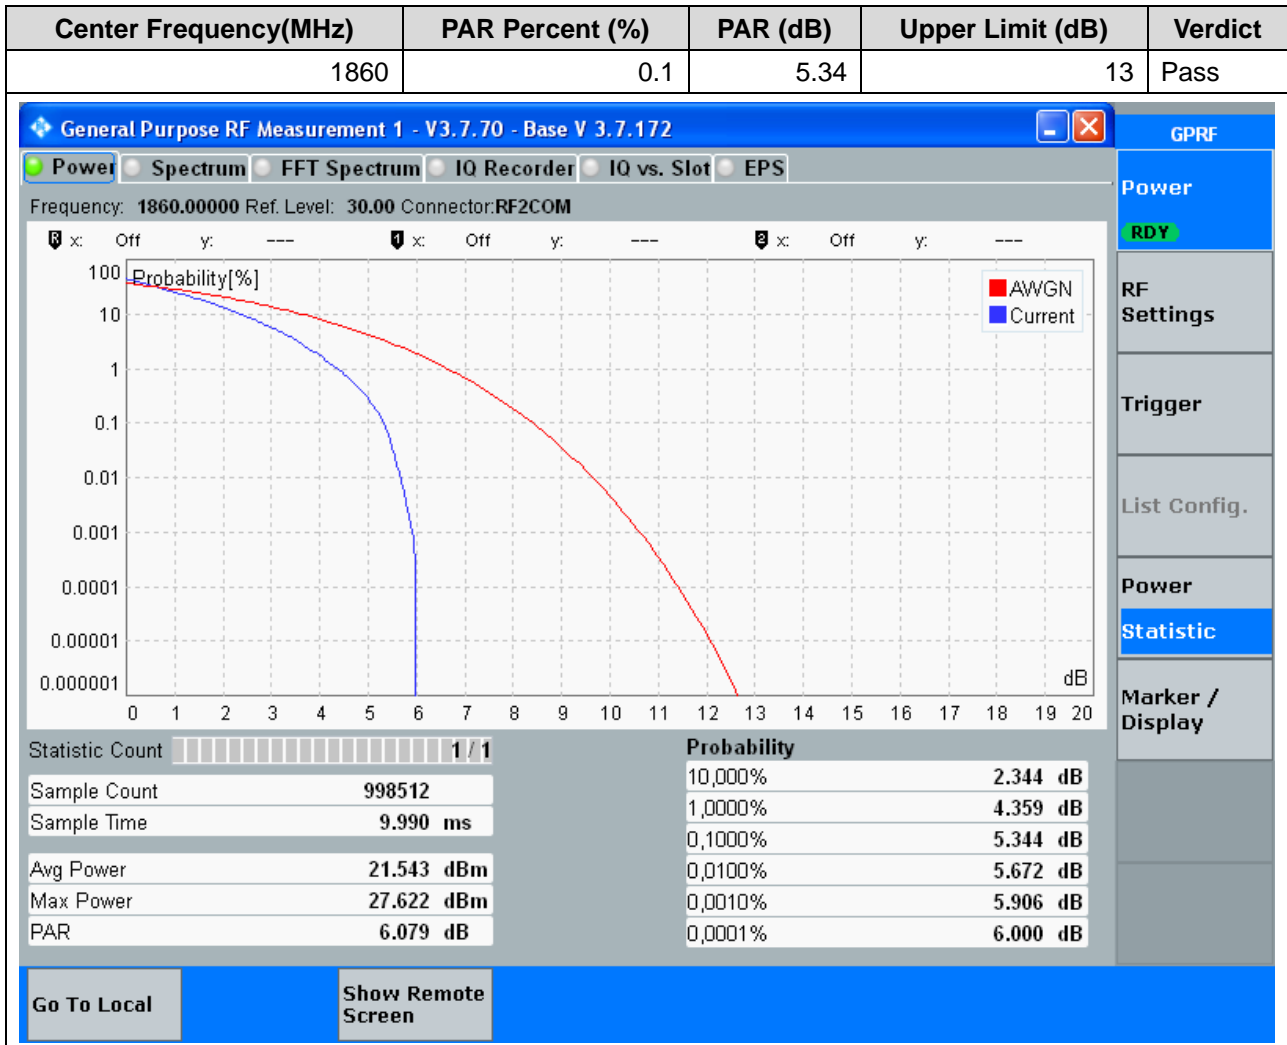 Center Frequency(MHz) PAR Percent (%) PAR (dB) Upper Limit (dB) Verdict
1860 0.1 5.34 13 Pass
General Purpose RF Measurement 1 - V3.7.70 - Base V 3.7.172
GPRF
Power Spectrum FFT Spectrum IQ Recorder IQ vs. Slot EPS
Power
RDY
Frequency: 1860.00000 Ref. Level: 30.00 Connector:RF2COM
R x: Off y: --- 1 x: Off y: --- 2 x: Off y: ---
Probability[%]
100
10
1
0.1
0.01
0.001
0.0001
0.00001
0.000001
AWGN
Current
dB
0 1 2 3 4 5 6 7 8 9 10 11 12 13 14 15 16 17 18 19 20
RF
Settings
Trigger
List Config.
Power
Statistic
Marker /
Display
Statistic Count 1 / 1
Sample Count 998512
Sample Time 9.990 ms
Avg Power 21.543 dBm
Max Power 27.622 dBm
PAR 6.079 dB
Probability
10,000% 2.344 dB
1,0000% 4.359 dB
0,1000% 5.344 dB
0,0100% 5.672 dB
0,0010% 5.906 dB
0,0001% 6.000 dB
Go To Local
Show Remote
Screen